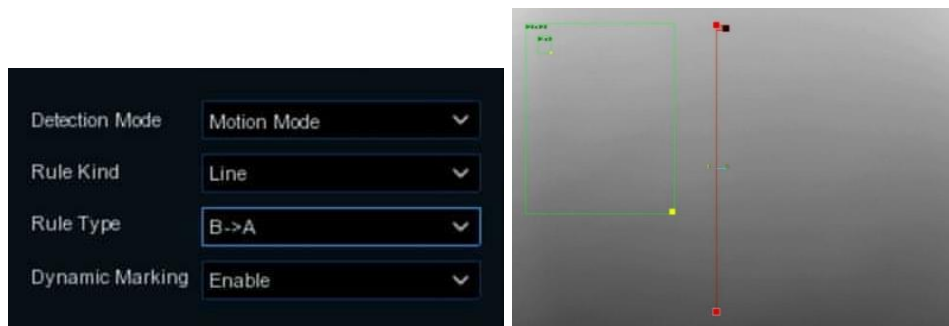 Detection Mode Motion Mode
Rule Kind Line
Rule Type B->A
Dynamic Marking Enable